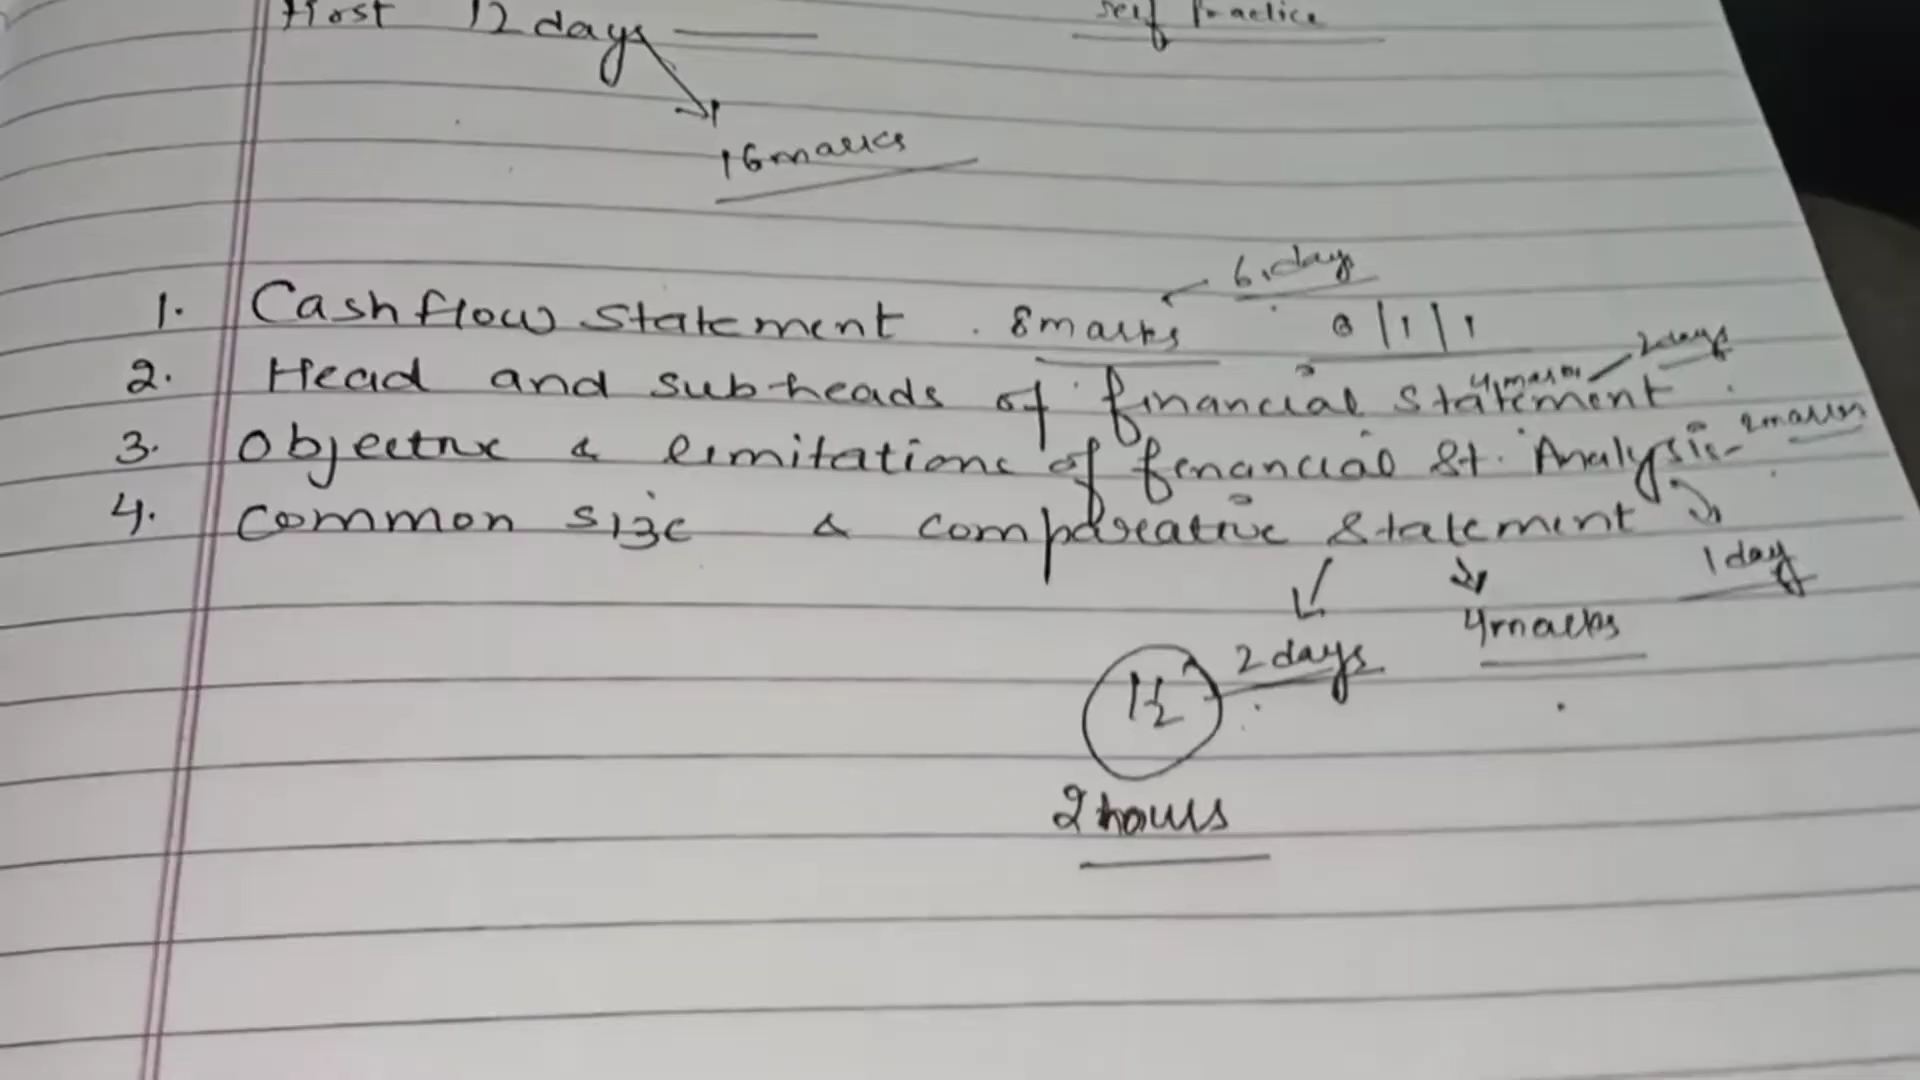 First 12 days
self Practice
16 marks
6 days
1. Cash flow statement 8 marks
2 days
2. Head and sub-heads of financial statement
4 marks
3. Objective & limitations of financial St. Analysis - 2 marks
4. Common size & comparative statement
1 day
4 marks
2 days
1½
2 hours